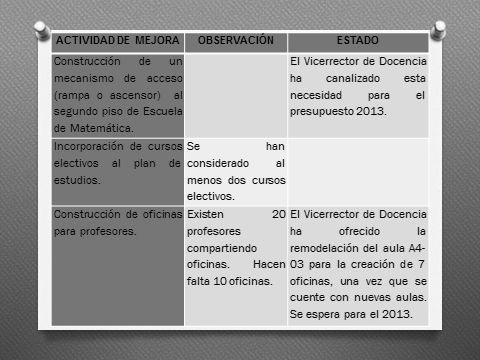 ACTIVIDAD DE MEJORA OBSERVACIÓN ESTADO
Construcción de un
mecanismo de acceso
(rampa o ascensor) al
segundo piso de Escuela
de Matemática.
El Vicerrector de Docencia
ha canalizado esta
necesidad para el
presupuesto 2013.
Incorporación de cursos
electivos al plan de
estudios.
Se han
considerado al
menos dos cursos
electivos.
Construcción de oficinas
para profesores.
Existen 20
profesores
compartiendo
oficinas. Hacen
falta 10 oficinas.
El Vicerrector de Docencia
ha ofrecido la
remodelación del aula A4-
03 para la creación de 7
oficinas, una vez que se
cuente con nuevas aulas.
Se espera para el 2013.